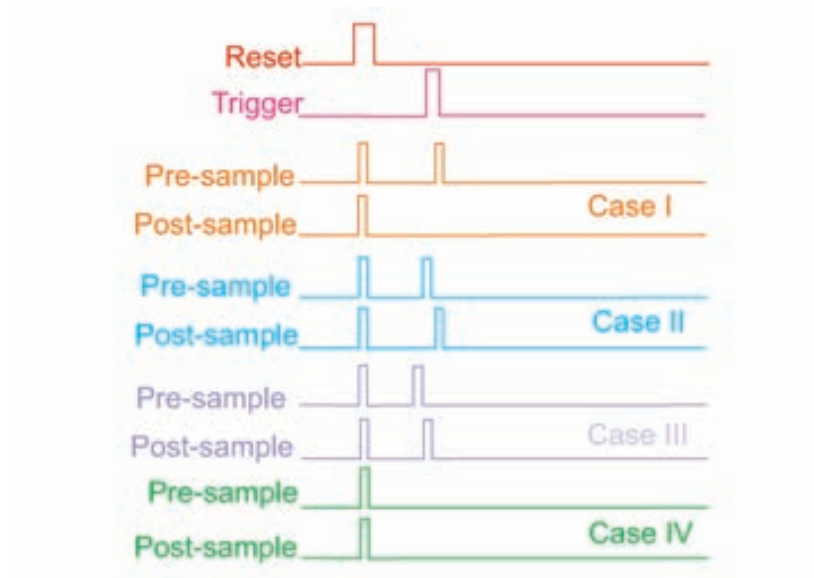 Reset
Trigger
Pre-sample
Case I
Post-sample
Pre-sample
Case II
Post-sample
Pre-sample
Case III
Post-sample
Pre-sample
Case IV
Post-sample